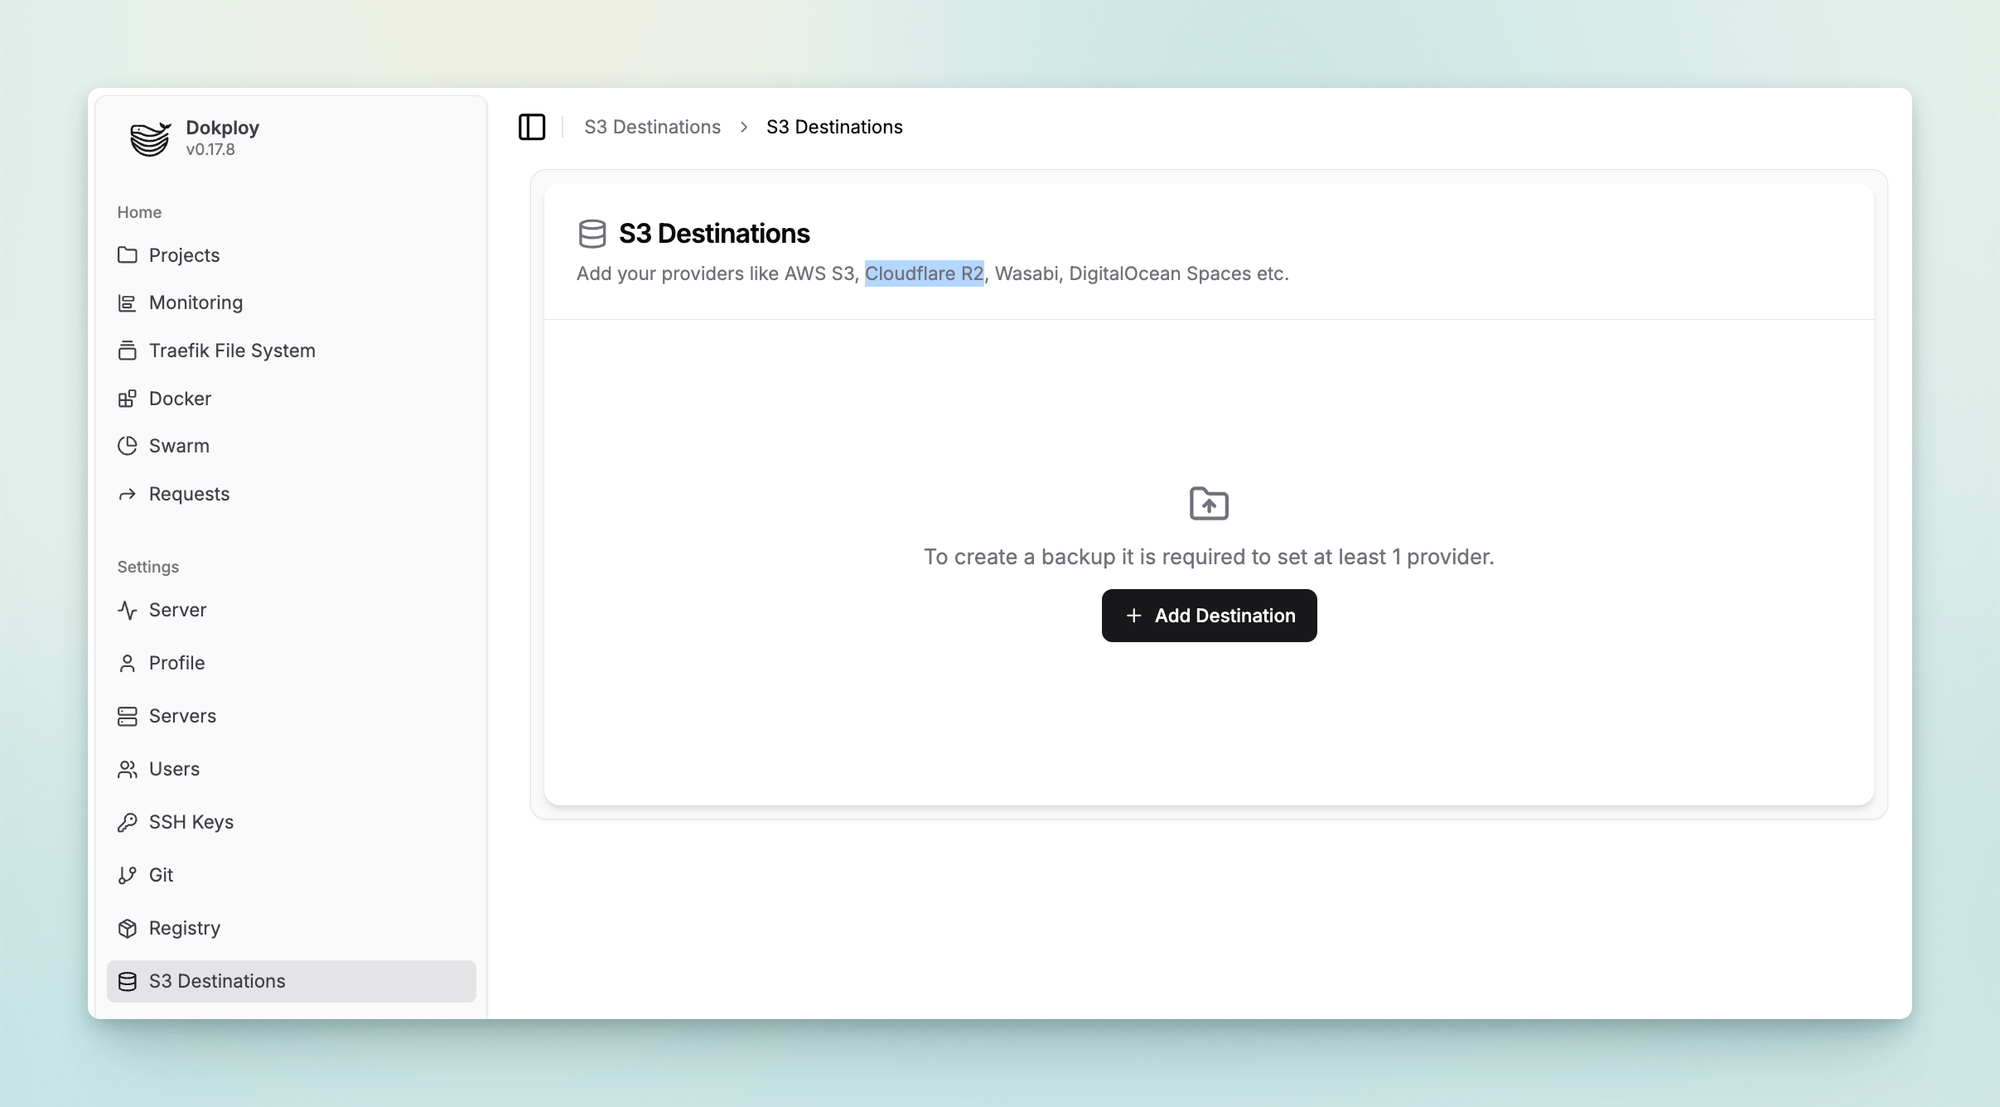 Dokploy
v0.17.8
Home
Projects
Monitoring
Traefik File System
Docker
Swarm
Requests
Settings
Server
Profile
Servers
Users
SSH Keys
Git
Registry
S3 Destinations
S3 Destinations > S3 Destinations
S3 Destinations
Add your providers like AWS S3, Cloudflare R2, Wasabi, DigitalOcean Spaces etc.
To create a backup it is required to set at least 1 provider.
+ Add Destination